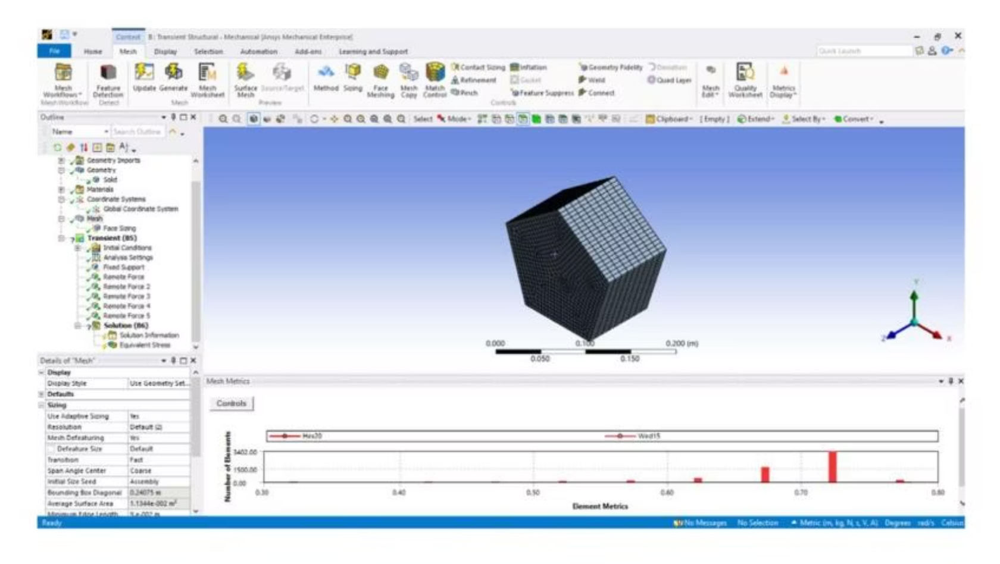 Context B: Transient Structural - Mechanical [Ansys Mechanical Enterprise]
File Home Mesh Display Selection Automation Add-ons Learning and Support Quick Launch
Contact Sizing Inflation Geometry Fidelity Deviation
Refinement Gasket Weld Quad Layer
Pinch Feature Suppress Connect
Mesh Workflows Feature Detection Update Generate Mesh Worksheet Surface Mesh Source/Target Method Sizing Face Meshing Mesh Copy Match Control Mesh Edit Quality Worksheet Metrics Display
Mesh Workflow Detect Mesh Preview Controls
Outline
Name Search Outline
Select Mode Clipboard [Empty] Extend Select By Convert
Geometry Imports
Geometry
Solid
Materials
Coordinate Systems
Global Coordinate System
Mesh
Face Sizing
Transient (B5)
Initial Conditions
Analysis Settings
Fixed Support
Remote Force
Remote Force 2
Remote Force 3
Remote Force 4
Remote Force 5
Solution (B6)
Solution Information
Equivalent Stress
0.000 0.100 0.200 (m)
0.050 0.150
Y
Z X
Details of "Mesh"
Display
Display Style Use Geometry Set...
Defaults
Sizing
Use Adaptive Sizing Yes
Resolution Default (2)
Mesh Defeaturing Yes
Defeature Size Default
Transition Fast
Span Angle Center Coarse
Initial Size Seed Assembly
Bounding Box Diagonal 0.24075 m
Average Surface Area 1.1344e-002 m²
Minimum Edge Length 9.e-002 m
Mesh Metrics
Controls
Hex20 Wed15
Number of Elements
3402.00
1500.00
0.00
0.30 0.40 0.50 0.60 0.70 0.80
Element Metrics
Ready No Messages No Selection Metric (m, kg, N, s, V, A) Degrees rad/s Celsius